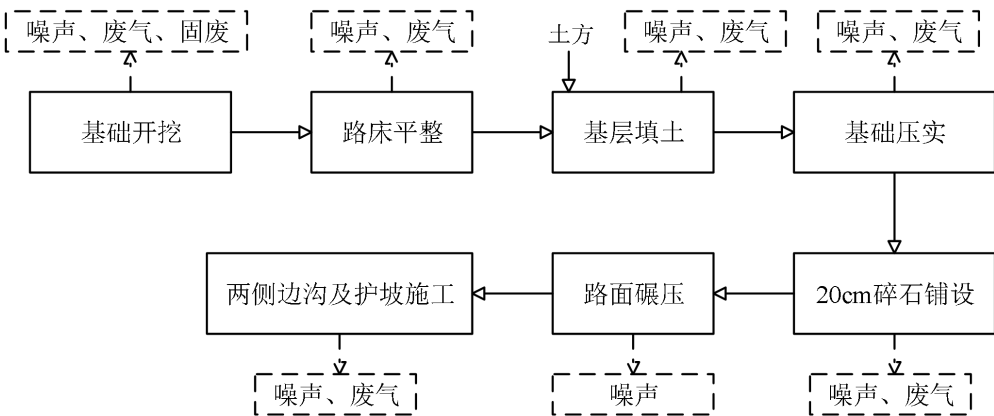 噪声、废气、固废
噪声、废气
土方
噪声、废气
噪声、废气
基础开挖
路床平整
基层填土
基础压实
两侧边沟及护坡施工
路面碾压
20cm碎石铺设
噪声、废气
噪声
噪声、废气